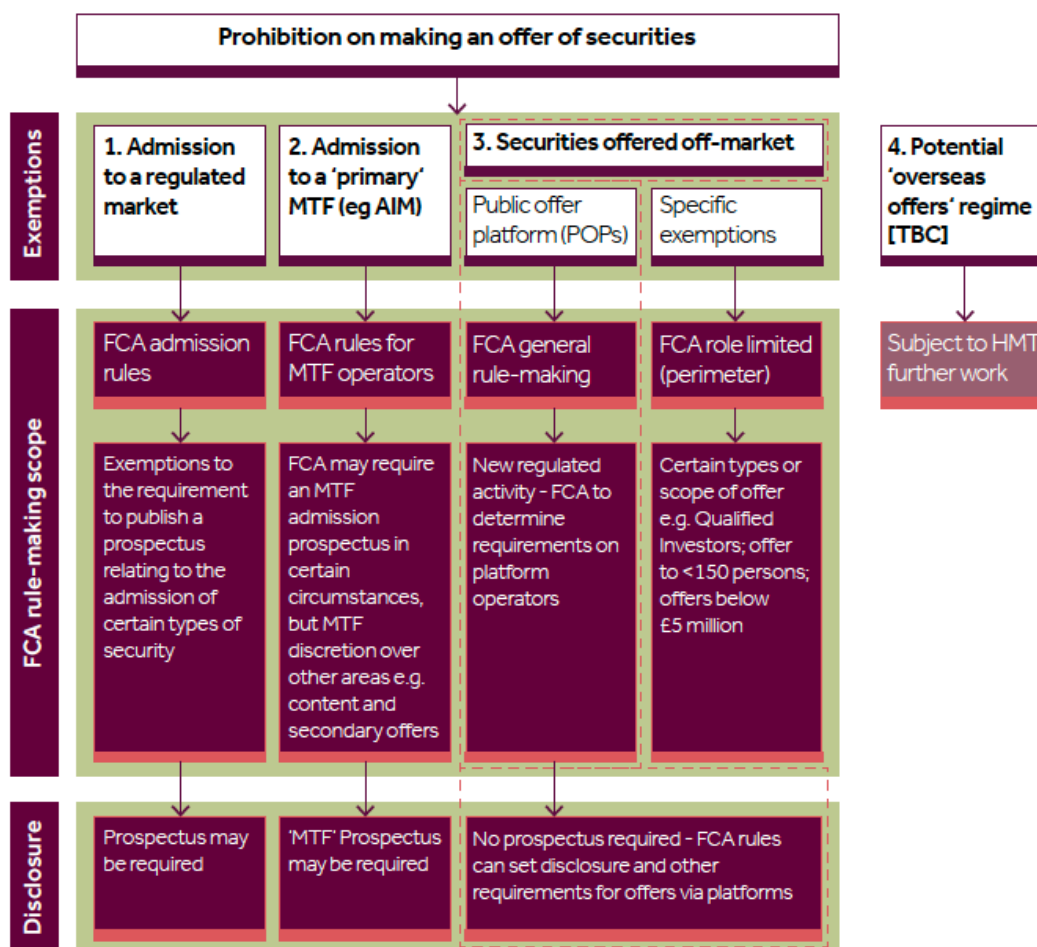 Prohibition on making an offer of securities
Exemptions
1. Admission
to a regulated
market
2. Admission
to a ‘primary’
MTF (eg AIM)
3. Securities offered off-market
Public offer
platform (POPs)
Specific
exemptions
4. Potential
‘overseas
offers’ regime
[TBC]
FCA rule-making scope
FCA admission
rules
FCA rules for
MTF operators
FCA general
rule-making
FCA role limited
(perimeter)
Subject to HMT
further work
Exemptions to
the requirement
to publish a
prospectus
relating to the
admission of
certain types of
security
FCA may require
an MTF
admission
prospectus in
certain
circumstances,
but MTF
discretion over
other areas e.g.
content and
secondary offers
New regulated
activity - FCA to
determine
requirements on
platform
operators
Certain types or
scope of offer
e.g. Qualified
Investors; offer
to <150 persons;
offers below
£5 million
Disclosure
Prospectus may
be required
‘MTF’ Prospectus
may be required
No prospectus required - FCA rules
can set disclosure and other
requirements for offers via platforms